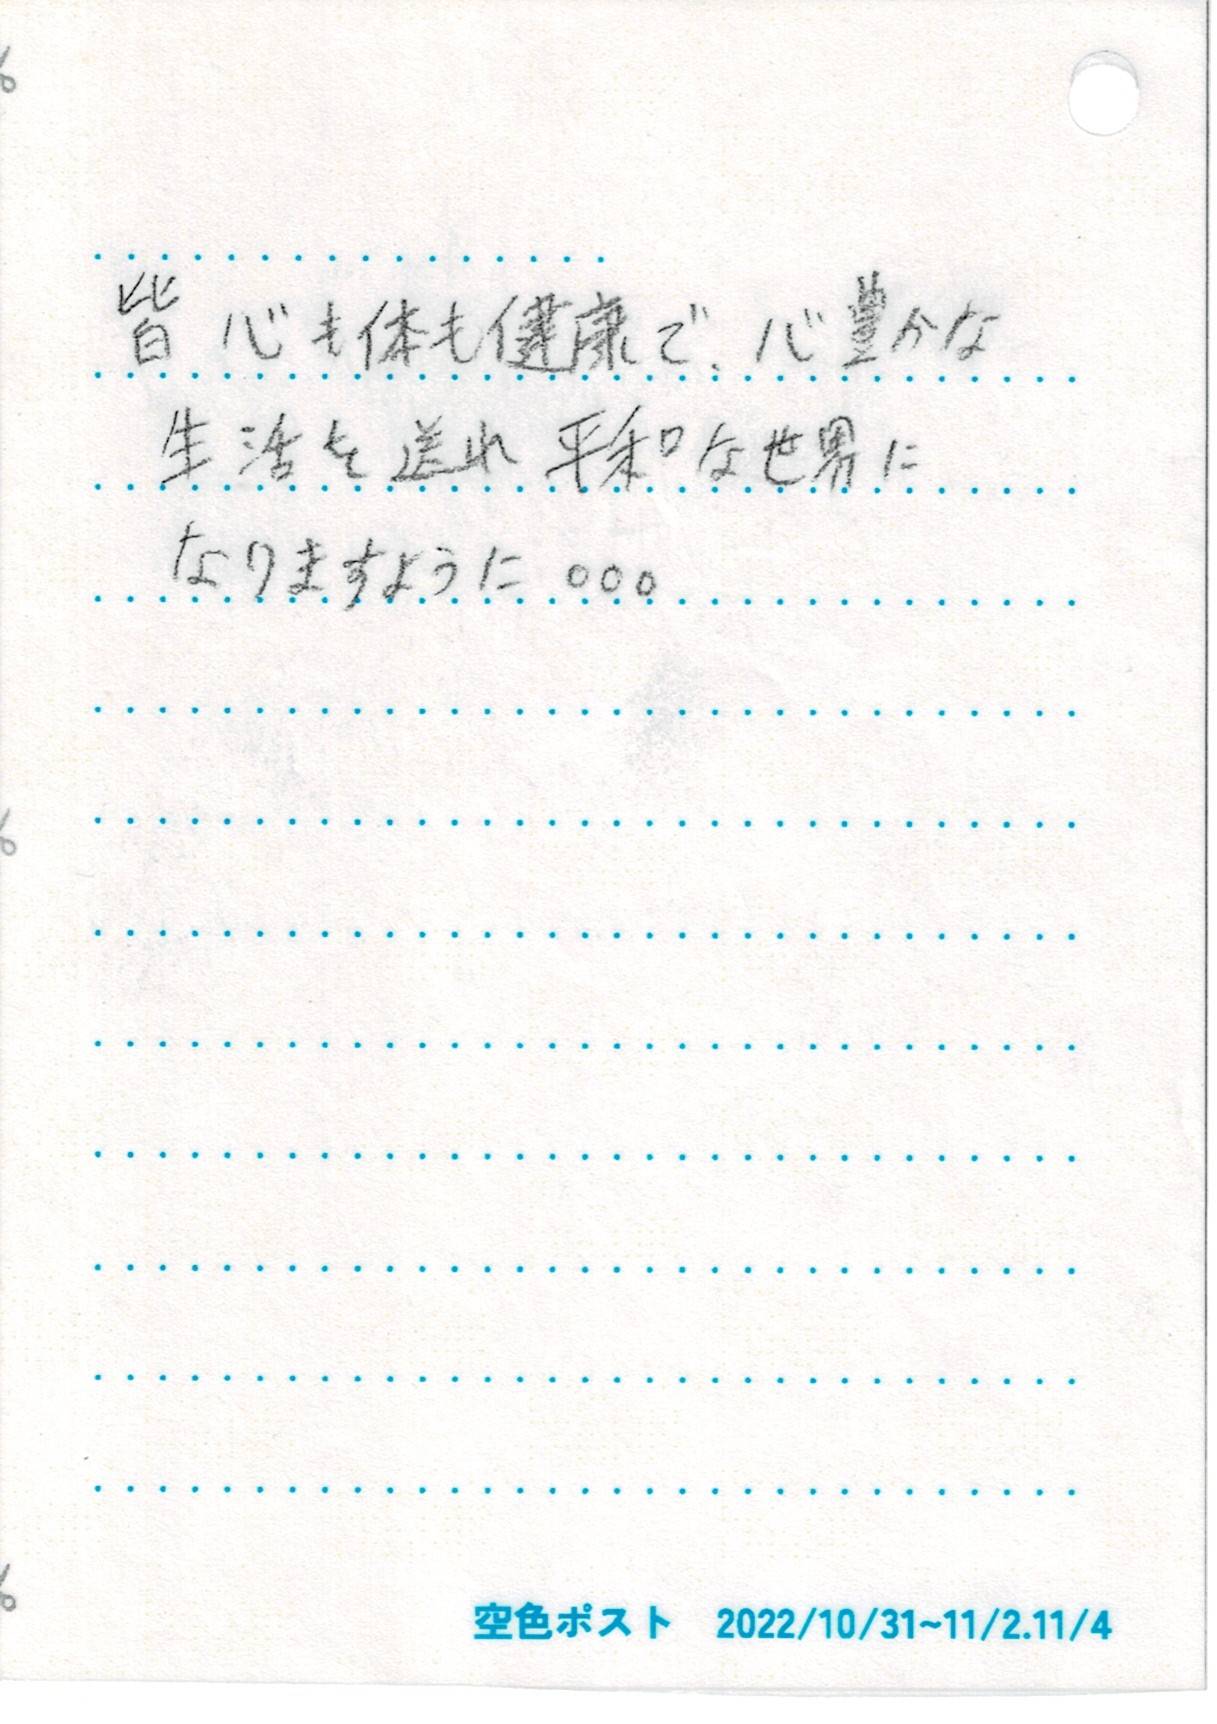 皆 心も体も健康で、心豊かな
生活を送れ 平和な世界に
なりますように 。。。
空色ポスト 2022/10/31~11/2.11/4